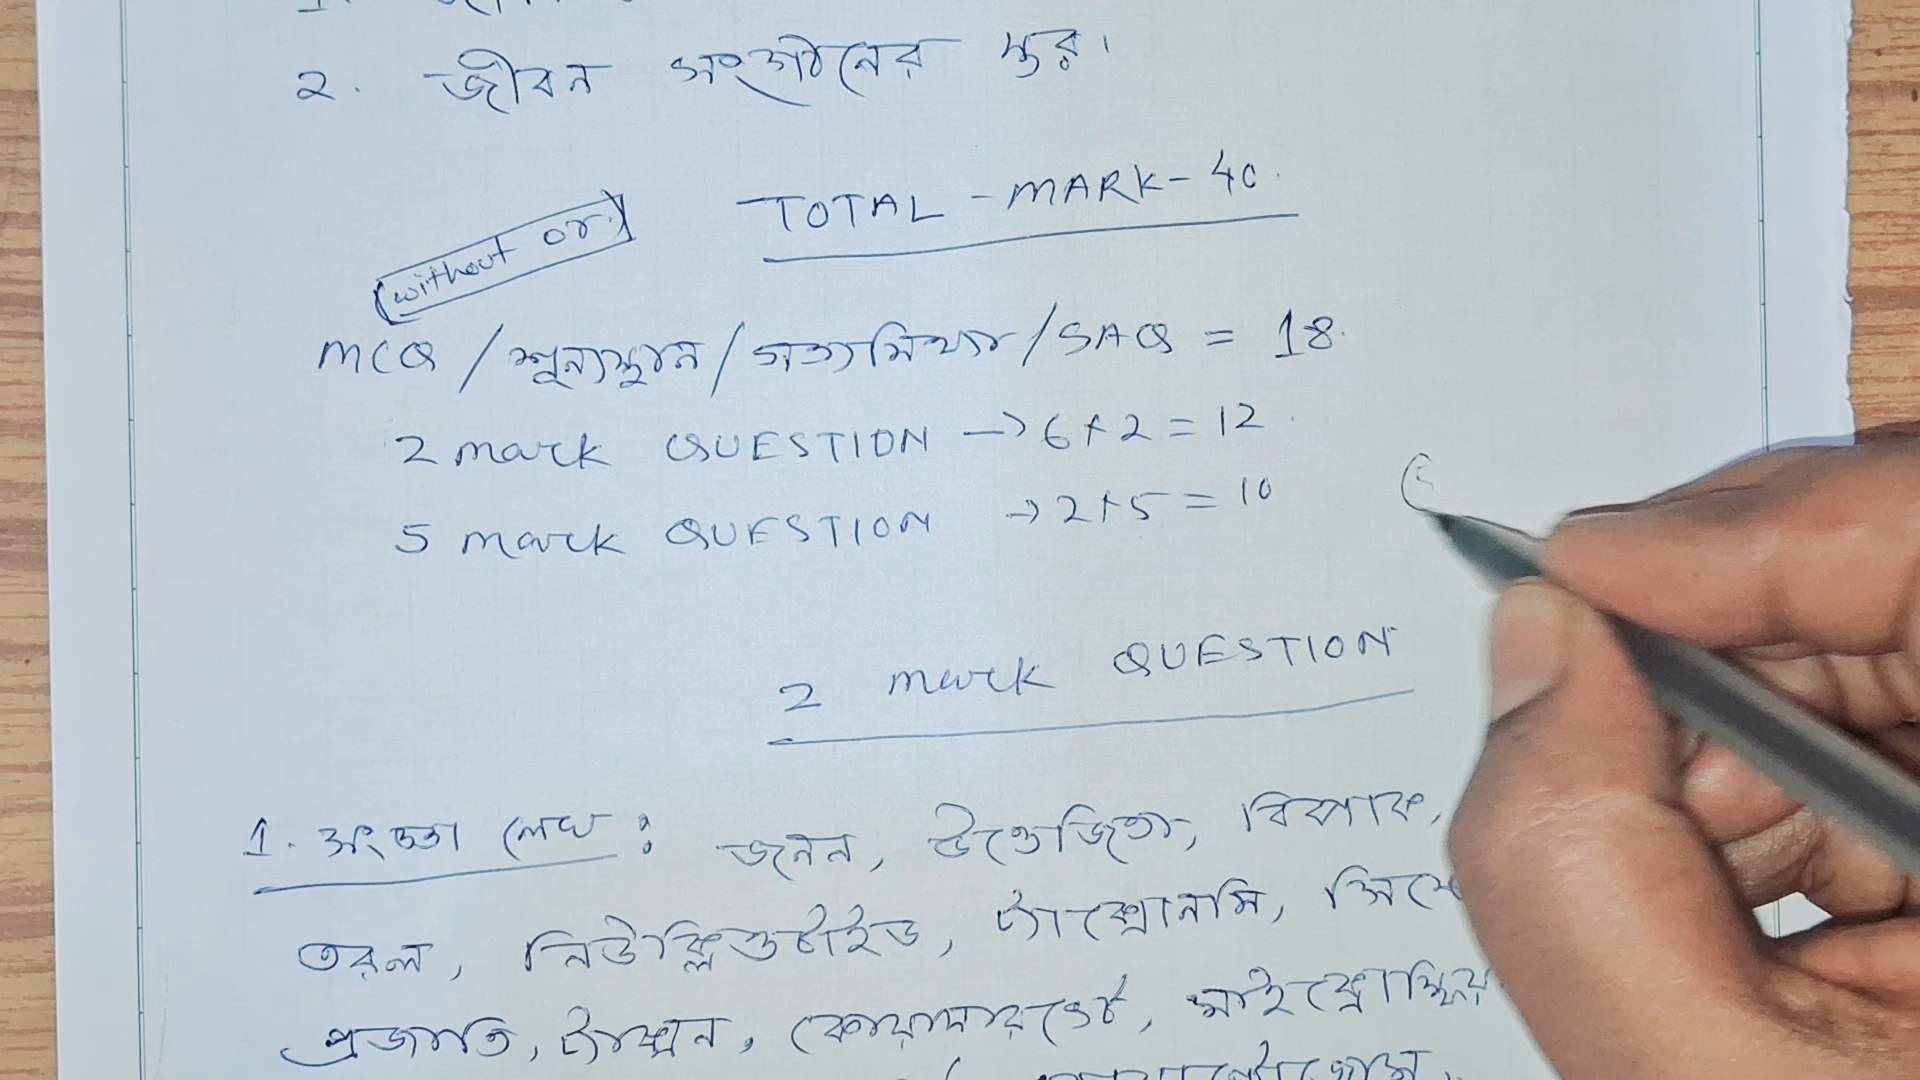 ২. জীবন সংগঠনের স্তর।
TOTAL - MARK - 40.
(without or)
MCQ / শূন্যস্থান / সত্যমিথ্যা / SAQ = 18.
2 mark QUESTION → 6 × 2 = 12.
5 mark QUESTION → 2 × 5 = 10
2 mark QUESTION
1. সংজ্ঞা লেখ : জনন, উত্তেজিতা, বিপাক,
তরল, নিউক্লিওটাইড, ট্যাক্সোনমি,
প্রজাতি, ট্যাক্সন, কোয়াসারভেট,